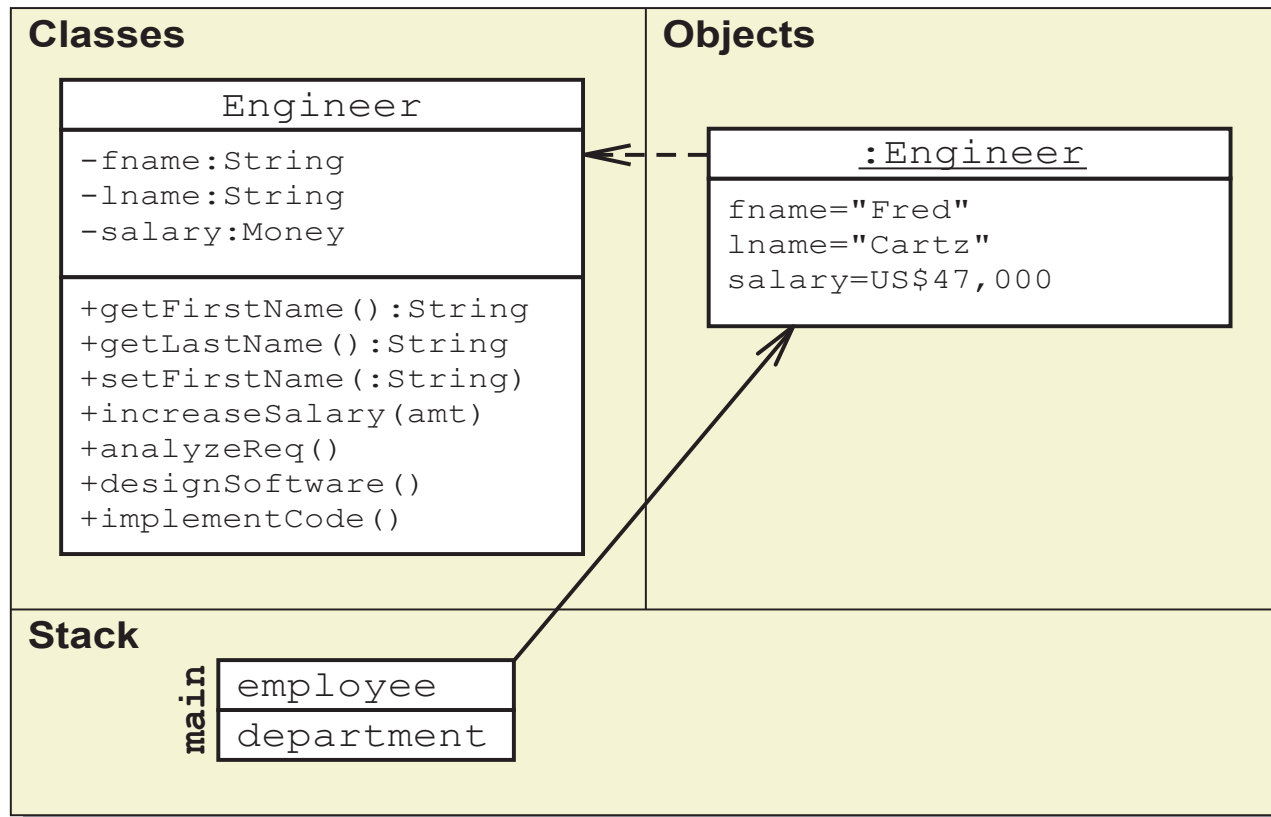 Classes
Engineer
-fname:String
-lname:String
-salary:Money
+getFirstName():String
+getLastName():String
+setFirstName(:String)
+increaseSalary(amt)
+analyzeReq()
+designSoftware()
+implementCode()
Objects
:Engineer
fname="Fred"
lname="Cartz"
salary=US$47,000
Stack
main
employee
department